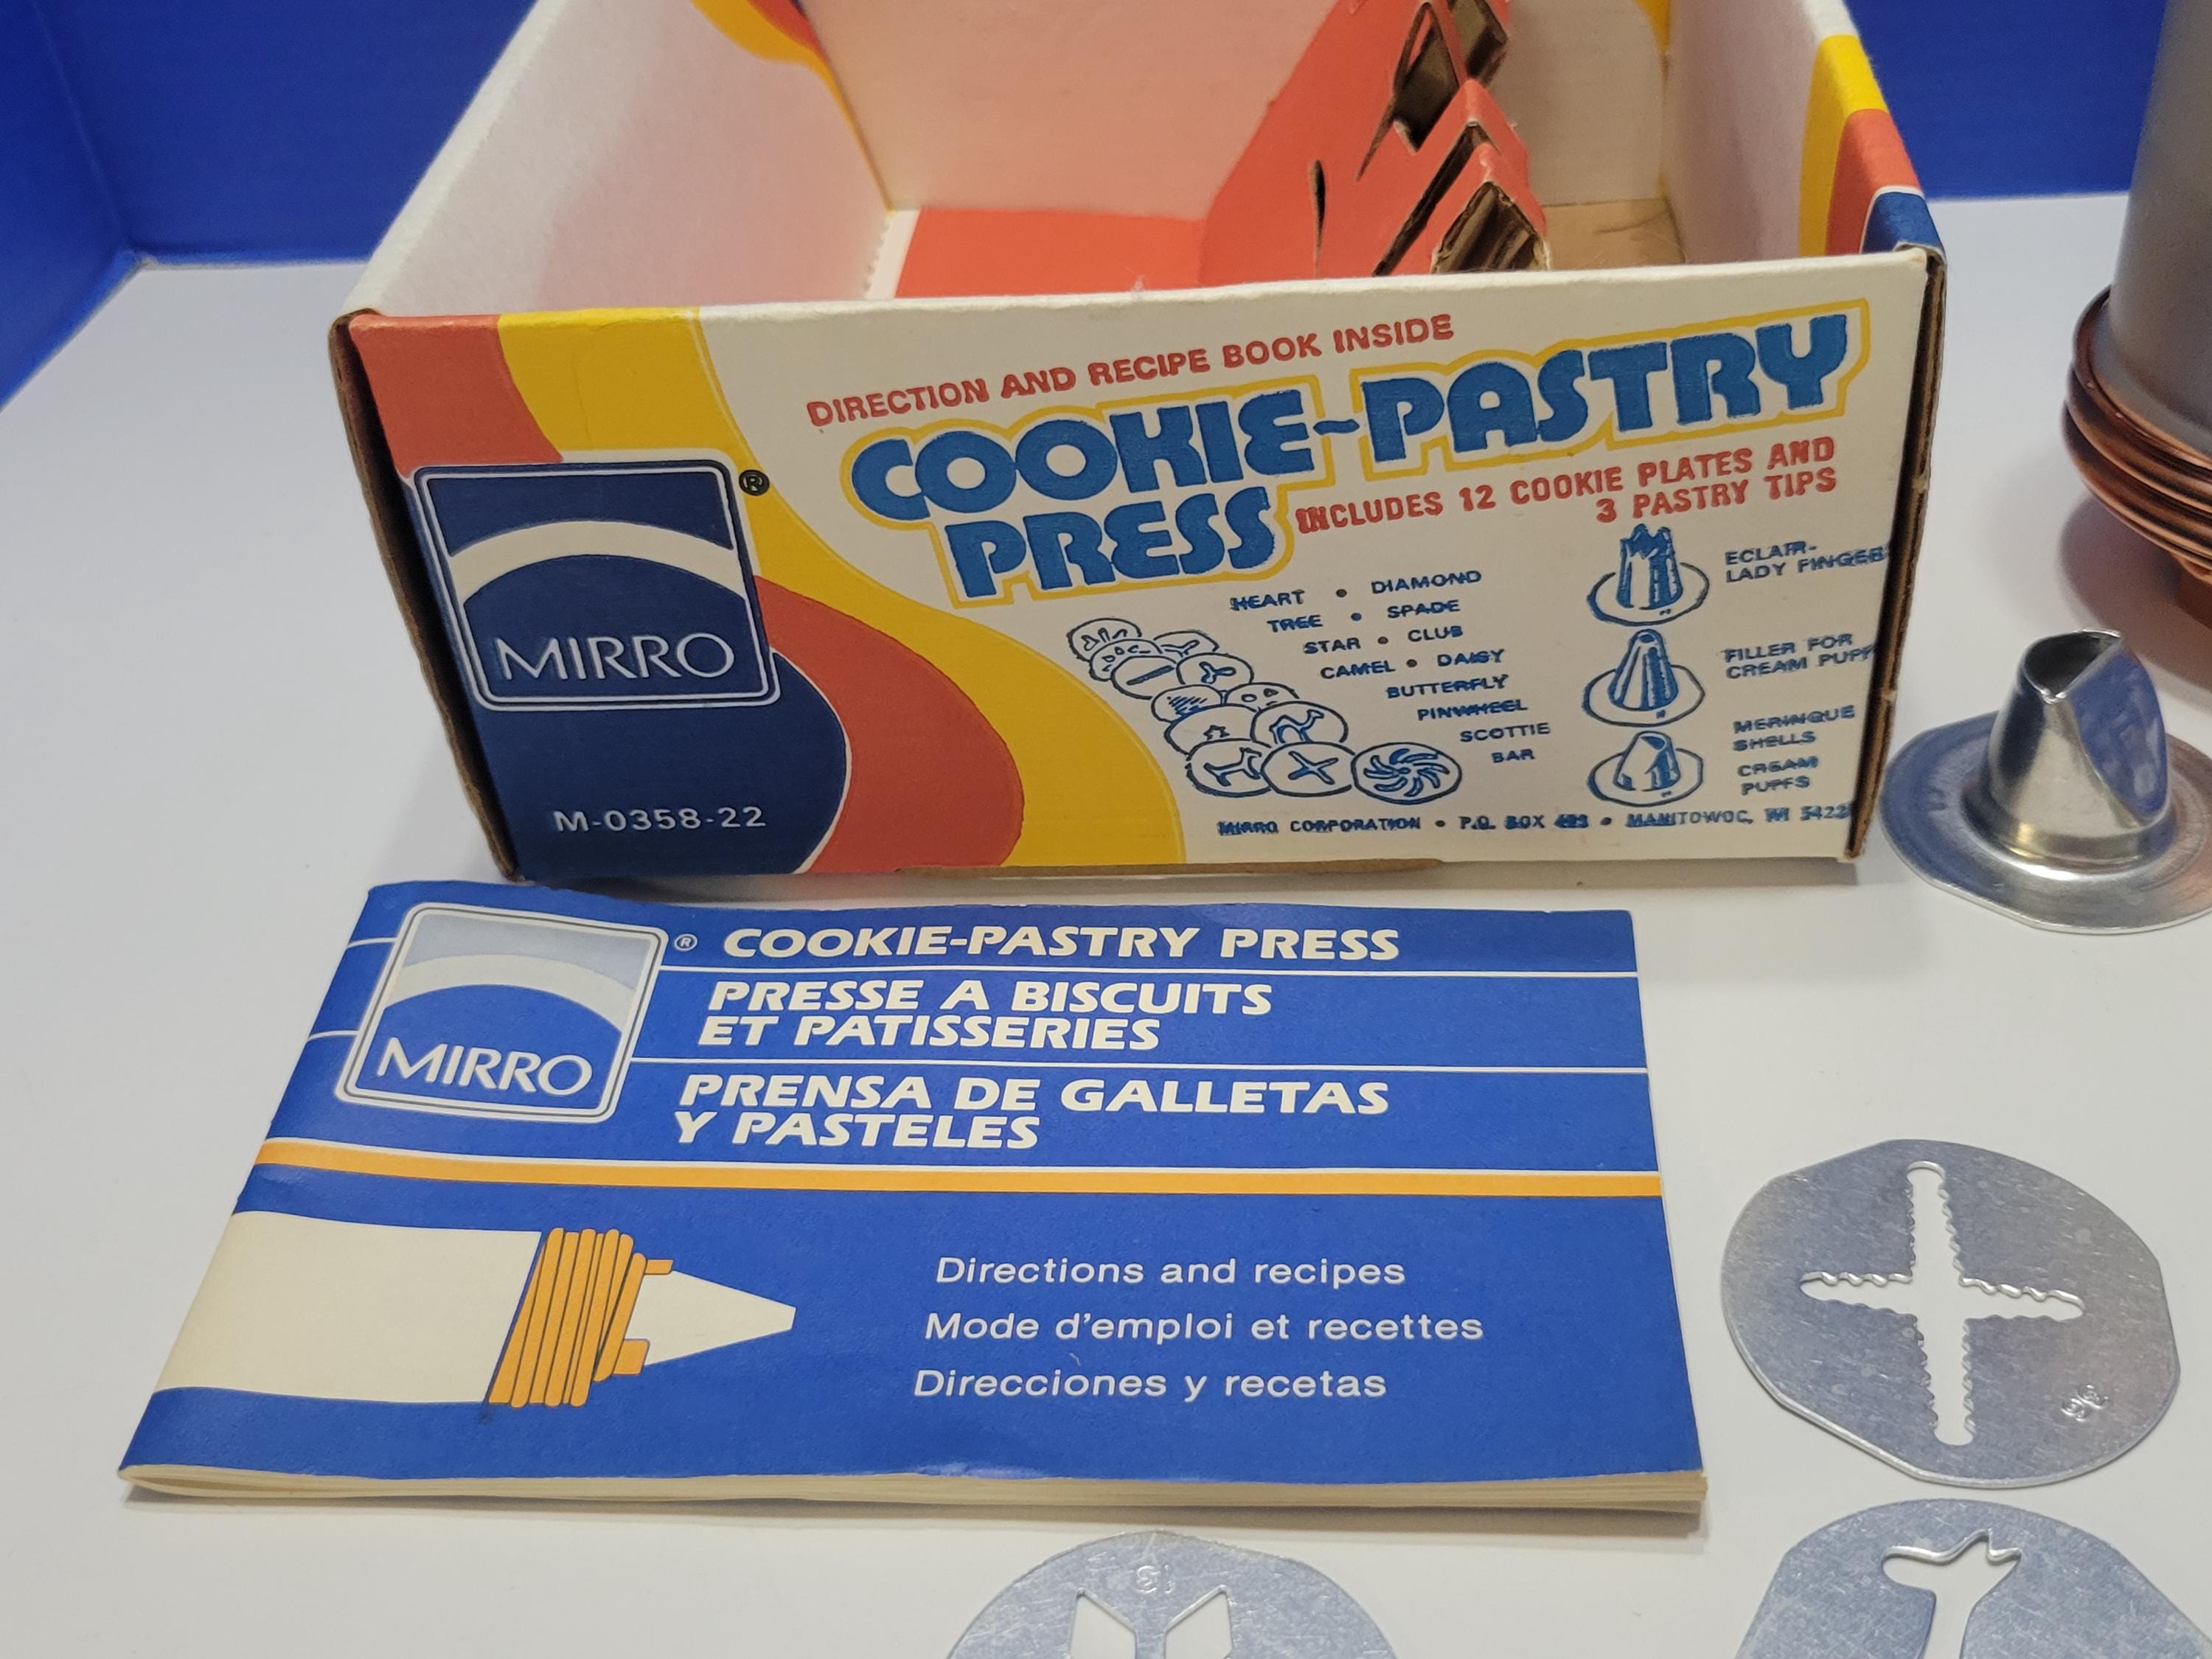 DIRECTION AND RECIPE BOOK INSIDE
COOKIE-PASTRY
PRESS
INCLUDES 12 COOKIE PLATES AND
3 PASTRY TIPS
MIRRO
®
M-0358-22
HEART • DIAMOND
TREE • SPADE
STAR • CLUB
CAMEL • DAISY
BUTTERFLY
PINWHEEL
SCOTTIE
BAR
ECLAIR-
LADY FINGER
FILLER FOR
CREAM PUFF
MERINGUE
SHELLS
CREAM
PUFFS
MIRRO CORPORATION • P.O. BOX • MANITOWOC, WI 5422
MIRRO
®
COOKIE-PASTRY PRESS
PRESSE A BISCUITS
ET PATISSERIES
PRENSA DE GALLETAS
Y PASTELES
Directions and recipes
Mode d'emploi et recettes
Direcciones y recetas